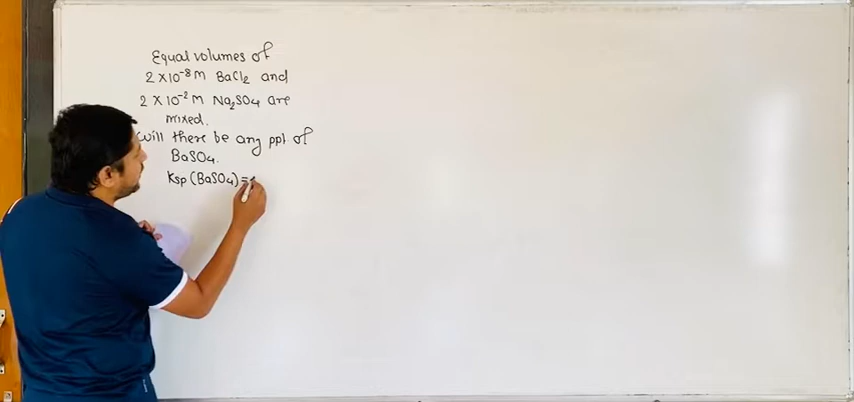 Equal volumes of
2 × 10⁻⁸ M BaCl₂ and
2 × 10⁻² M Na₂SO₄ are
mixed.
will there be any ppt. of
BaSO₄.
Ksp (BaSO₄) =